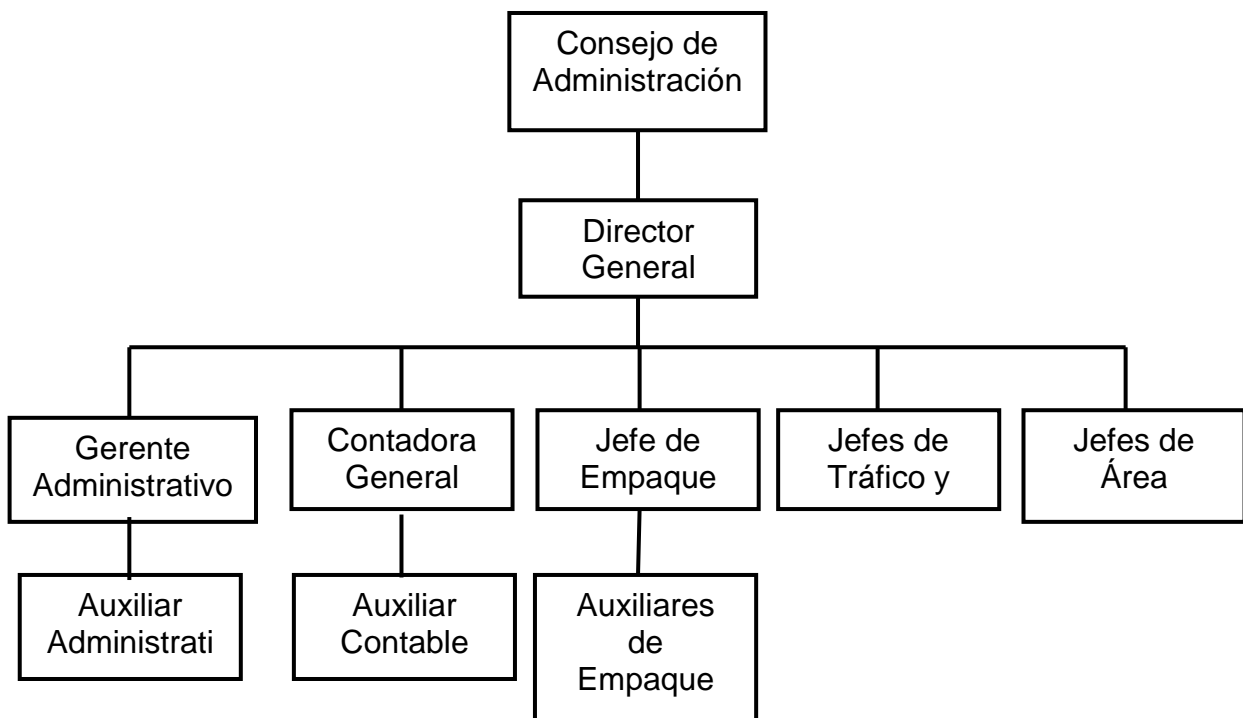 Consejo de
Administración
Director
General
Gerente
Administrativo
Contadora
General
Jefe de
Empaque
Jefes de
Tráfico y
Jefes de
Área
Auxiliar
Administrati
Auxiliar
Contable
Auxiliares
de
Empaque